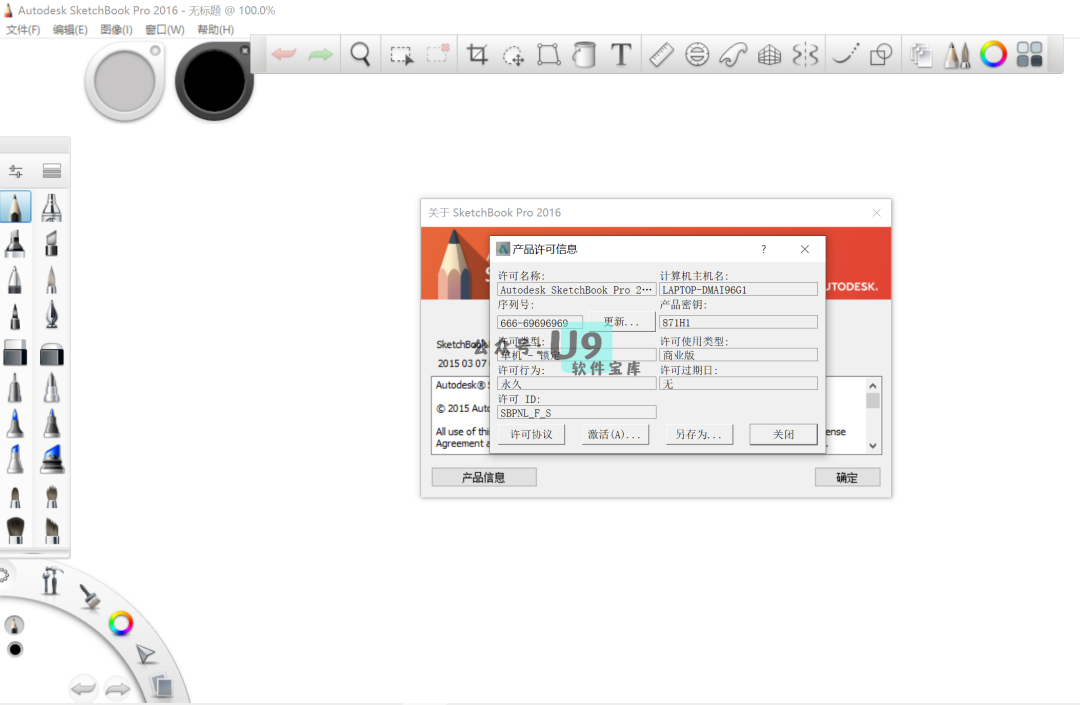 Autodesk SketchBook Pro 2016 - 无标题 @ 100.0%
文件(F) 编辑(E) 图像(I) 窗口(W) 帮助(H)
T
关于 SketchBook Pro 2016
产品许可信息
?
UTODESK.
许可名称:
计算机主机名:
Autodesk SketchBook Pro 2…
LAPTOP-DMAI96G1
序列号:
产品密钥:
666-69696969
更新...
871H1
许可类型:
许可使用类型:
单机 - 锁定
商业版
许可行为:
许可过期日:
永久
无
许可 ID:
SBPNL_F_S
许可协议
激活(A)...
另存为...
关闭
SketchBook
2015 03 07
Autodesk® S
© 2015 Auto
All use of thi
ense
Agreement a
公众号:
U9
软件宝库
产品信息
确定